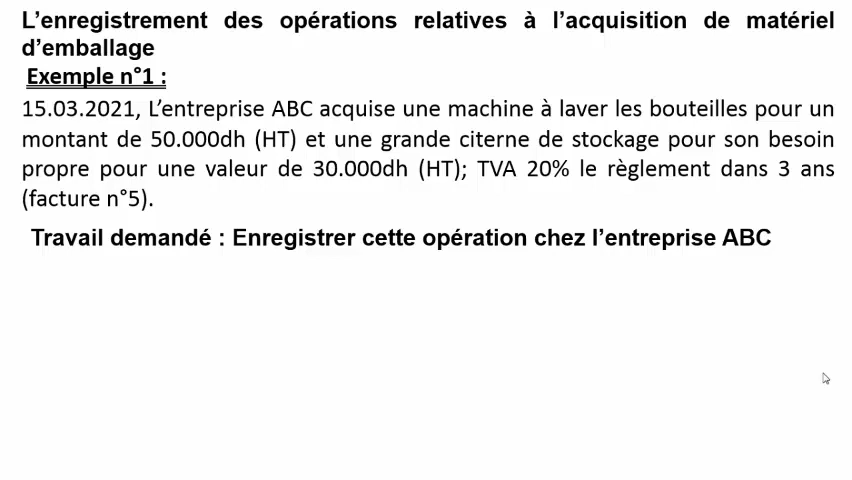 L’enregistrement des opérations relatives à l’acquisition de matériel
d’emballage
Exemple n°1 :
15.03.2021, L’entreprise ABC acquise une machine à laver les bouteilles pour un
montant de 50.000dh (HT) et une grande citerne de stockage pour son besoin
propre pour une valeur de 30.000dh (HT); TVA 20% le règlement dans 3 ans
(facture n°5).
Travail demandé : Enregistrer cette opération chez l’entreprise ABC